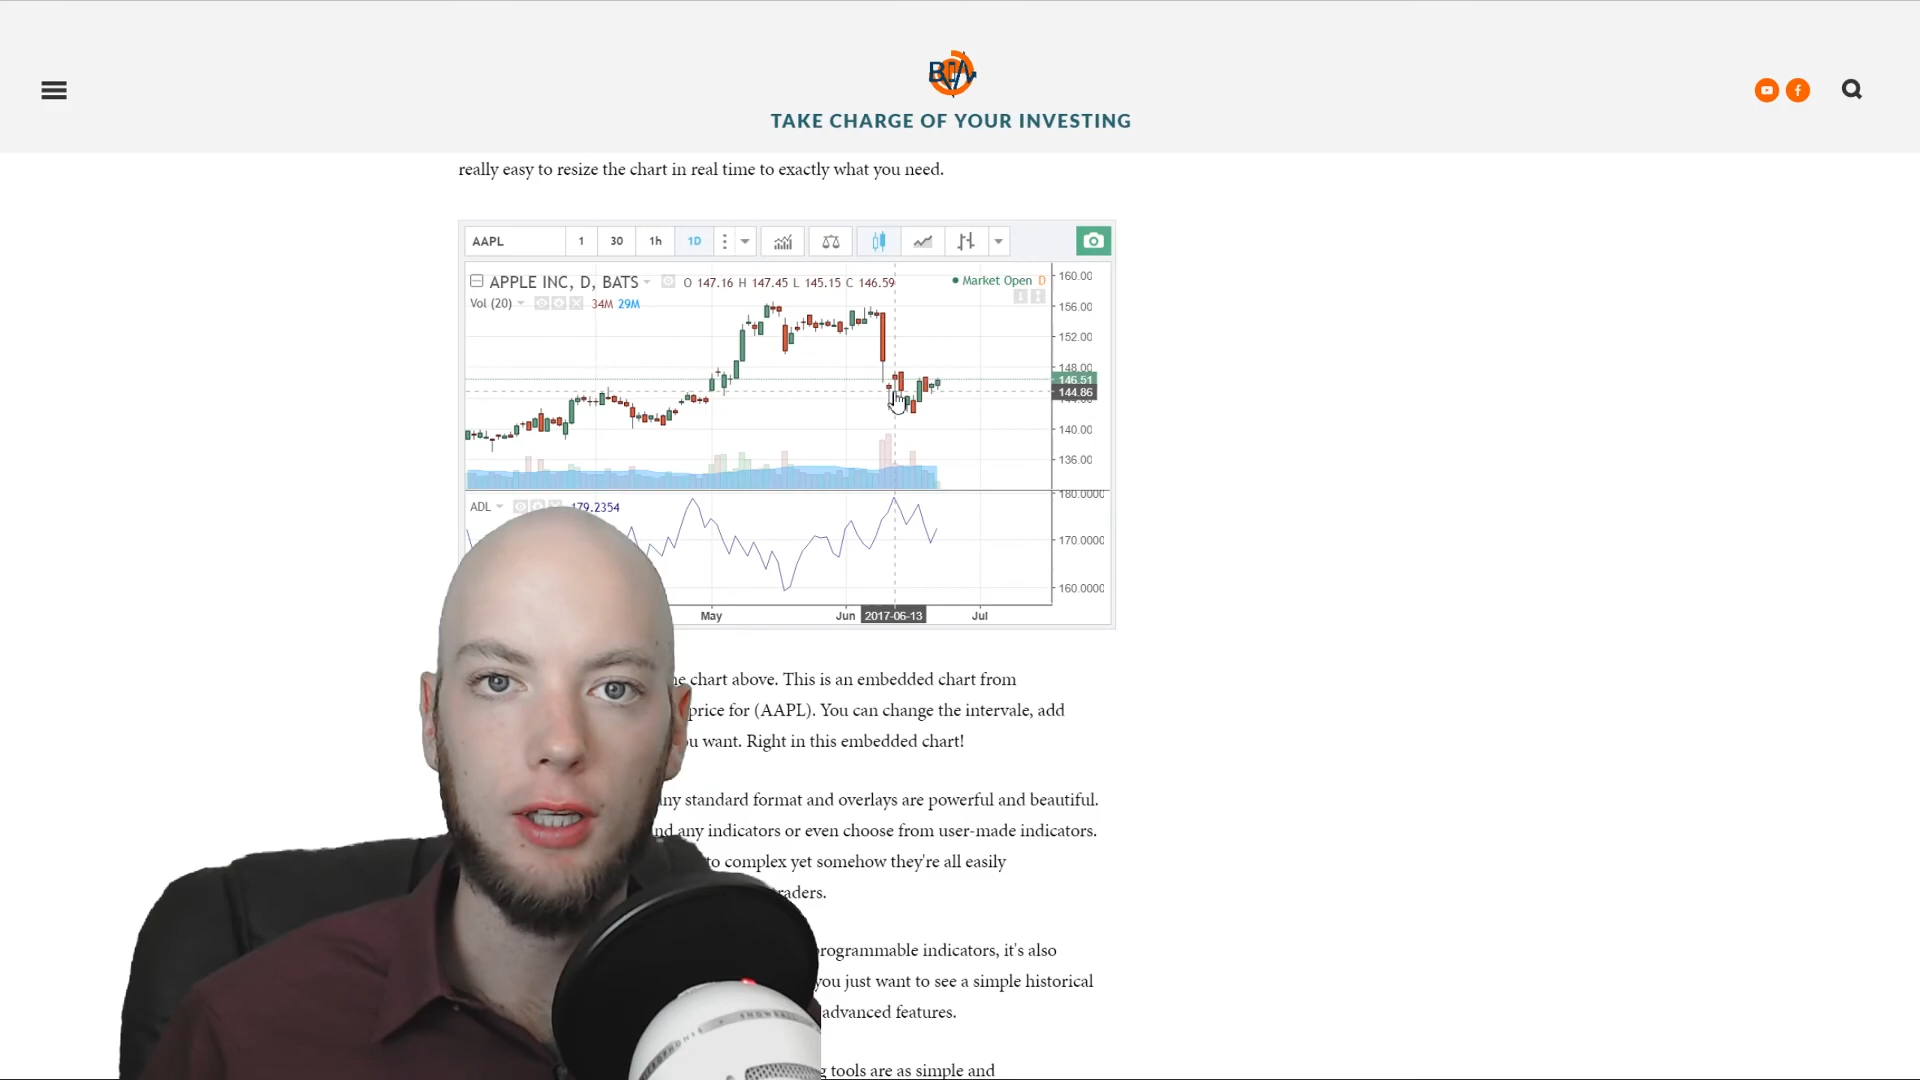 TAKE CHARGE OF YOUR INVESTING
really easy to resize the chart in real time to exactly what you need.
AAPL 1 30 1h 1D
APPLE INC, D, BATS O 147.16 H 147.45 L 145.15 C 146.59 Market Open D
Vol (20) 34M 29M
160.00
156.00
152.00
148.00
146.51
144.86
140.00
136.00
180.0000
ADL 179.2354
170.0000
160.0000
May Jun 2017-06-13 Jul
chart above. This is an embedded chart from
price for (AAPL). You can change the intervale, add
want. Right in this embedded chart!
standard format and overlays are powerful and beautiful.
any indicators or even choose from user-made indicators.
to complex yet somehow they're all easily
programmable indicators, it's also
you just want to see a simple historical
advanced features.
tools are as simple and